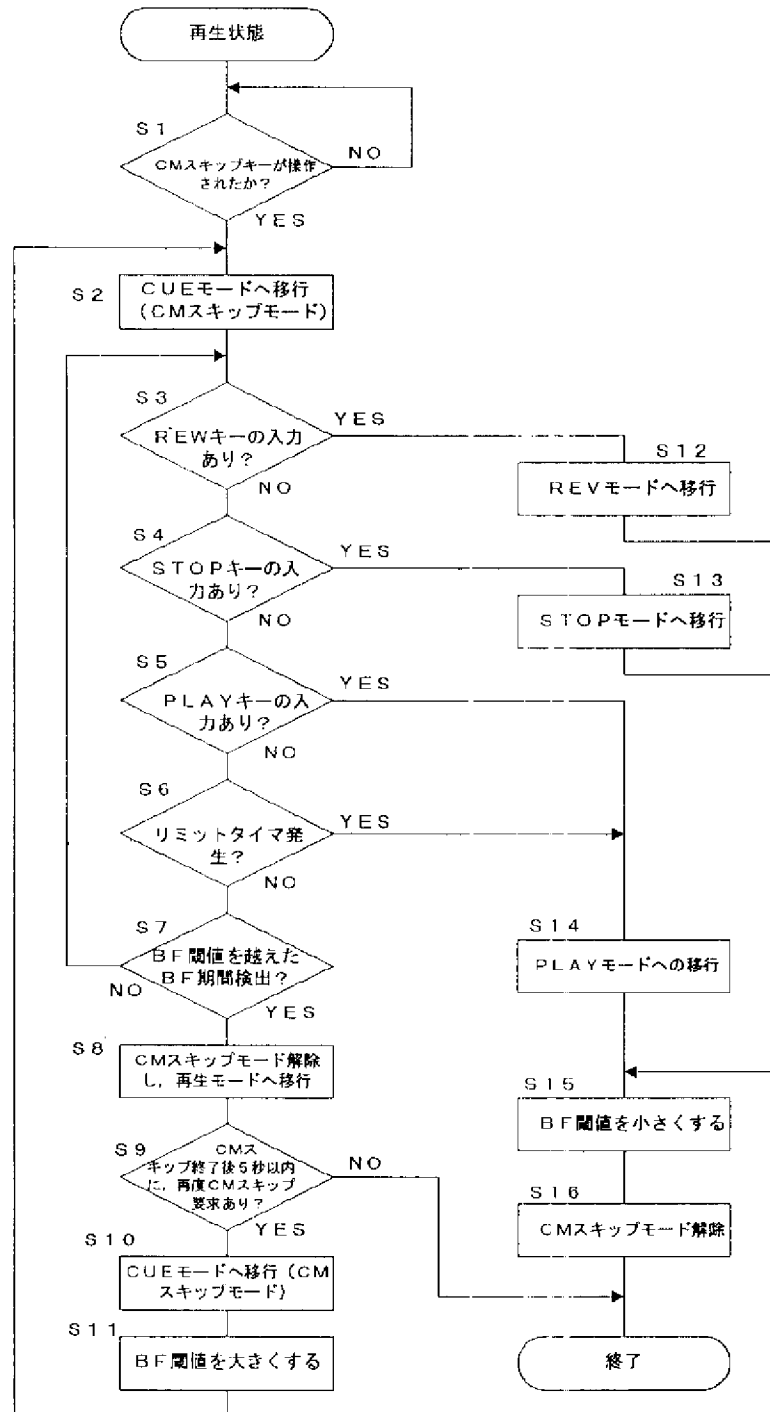 再生状態
S1
CMスキップキーが操作
されたか?
NO
YES
S2
CUEモードへ移行
(CMスキップモード)
S3
REWキーの入力
あり?
YES
NO
S12
REVモードへ移行
S4
STOPキーの入
力あり?
YES
NO
S13
STOPモードへ移行
S5
PLAYキーの入
力あり?
YES
NO
S6
リミットタイマ発
生?
YES
NO
S7
BF閾値を越えた
BF期間検出?
NO
YES
S14
PLAYモードへの移行
S8
CMスキップモード解除
し,再生モードへ移行
S15
BF閾値を小さくする
S9
CMス
キップ終了後5秒以内
に,再度CMスキップ
要求あり?
NO
YES
S16
CMスキップモード解除
S10
CUEモードへ移行(CM
スキップモード)
S11
BF閾値を大きくする
終了